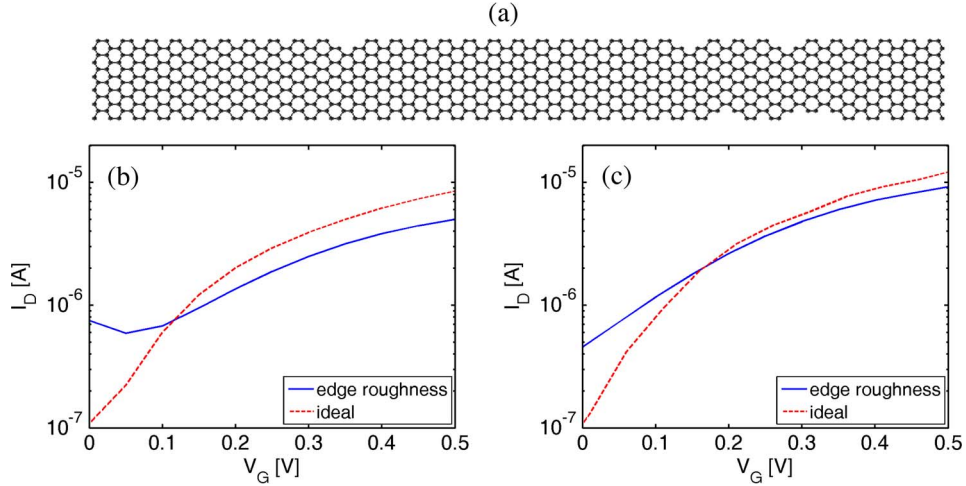 (a)
(b)
10^-5
10^-6
10^-7
I_D [A]
0 0.1 0.2 0.3 0.4 0.5
V_G [V]
edge roughness
ideal
(c)
10^-5
10^-6
10^-7
I_D [A]
0 0.1 0.2 0.3 0.4 0.5
V_G [V]
edge roughness
ideal